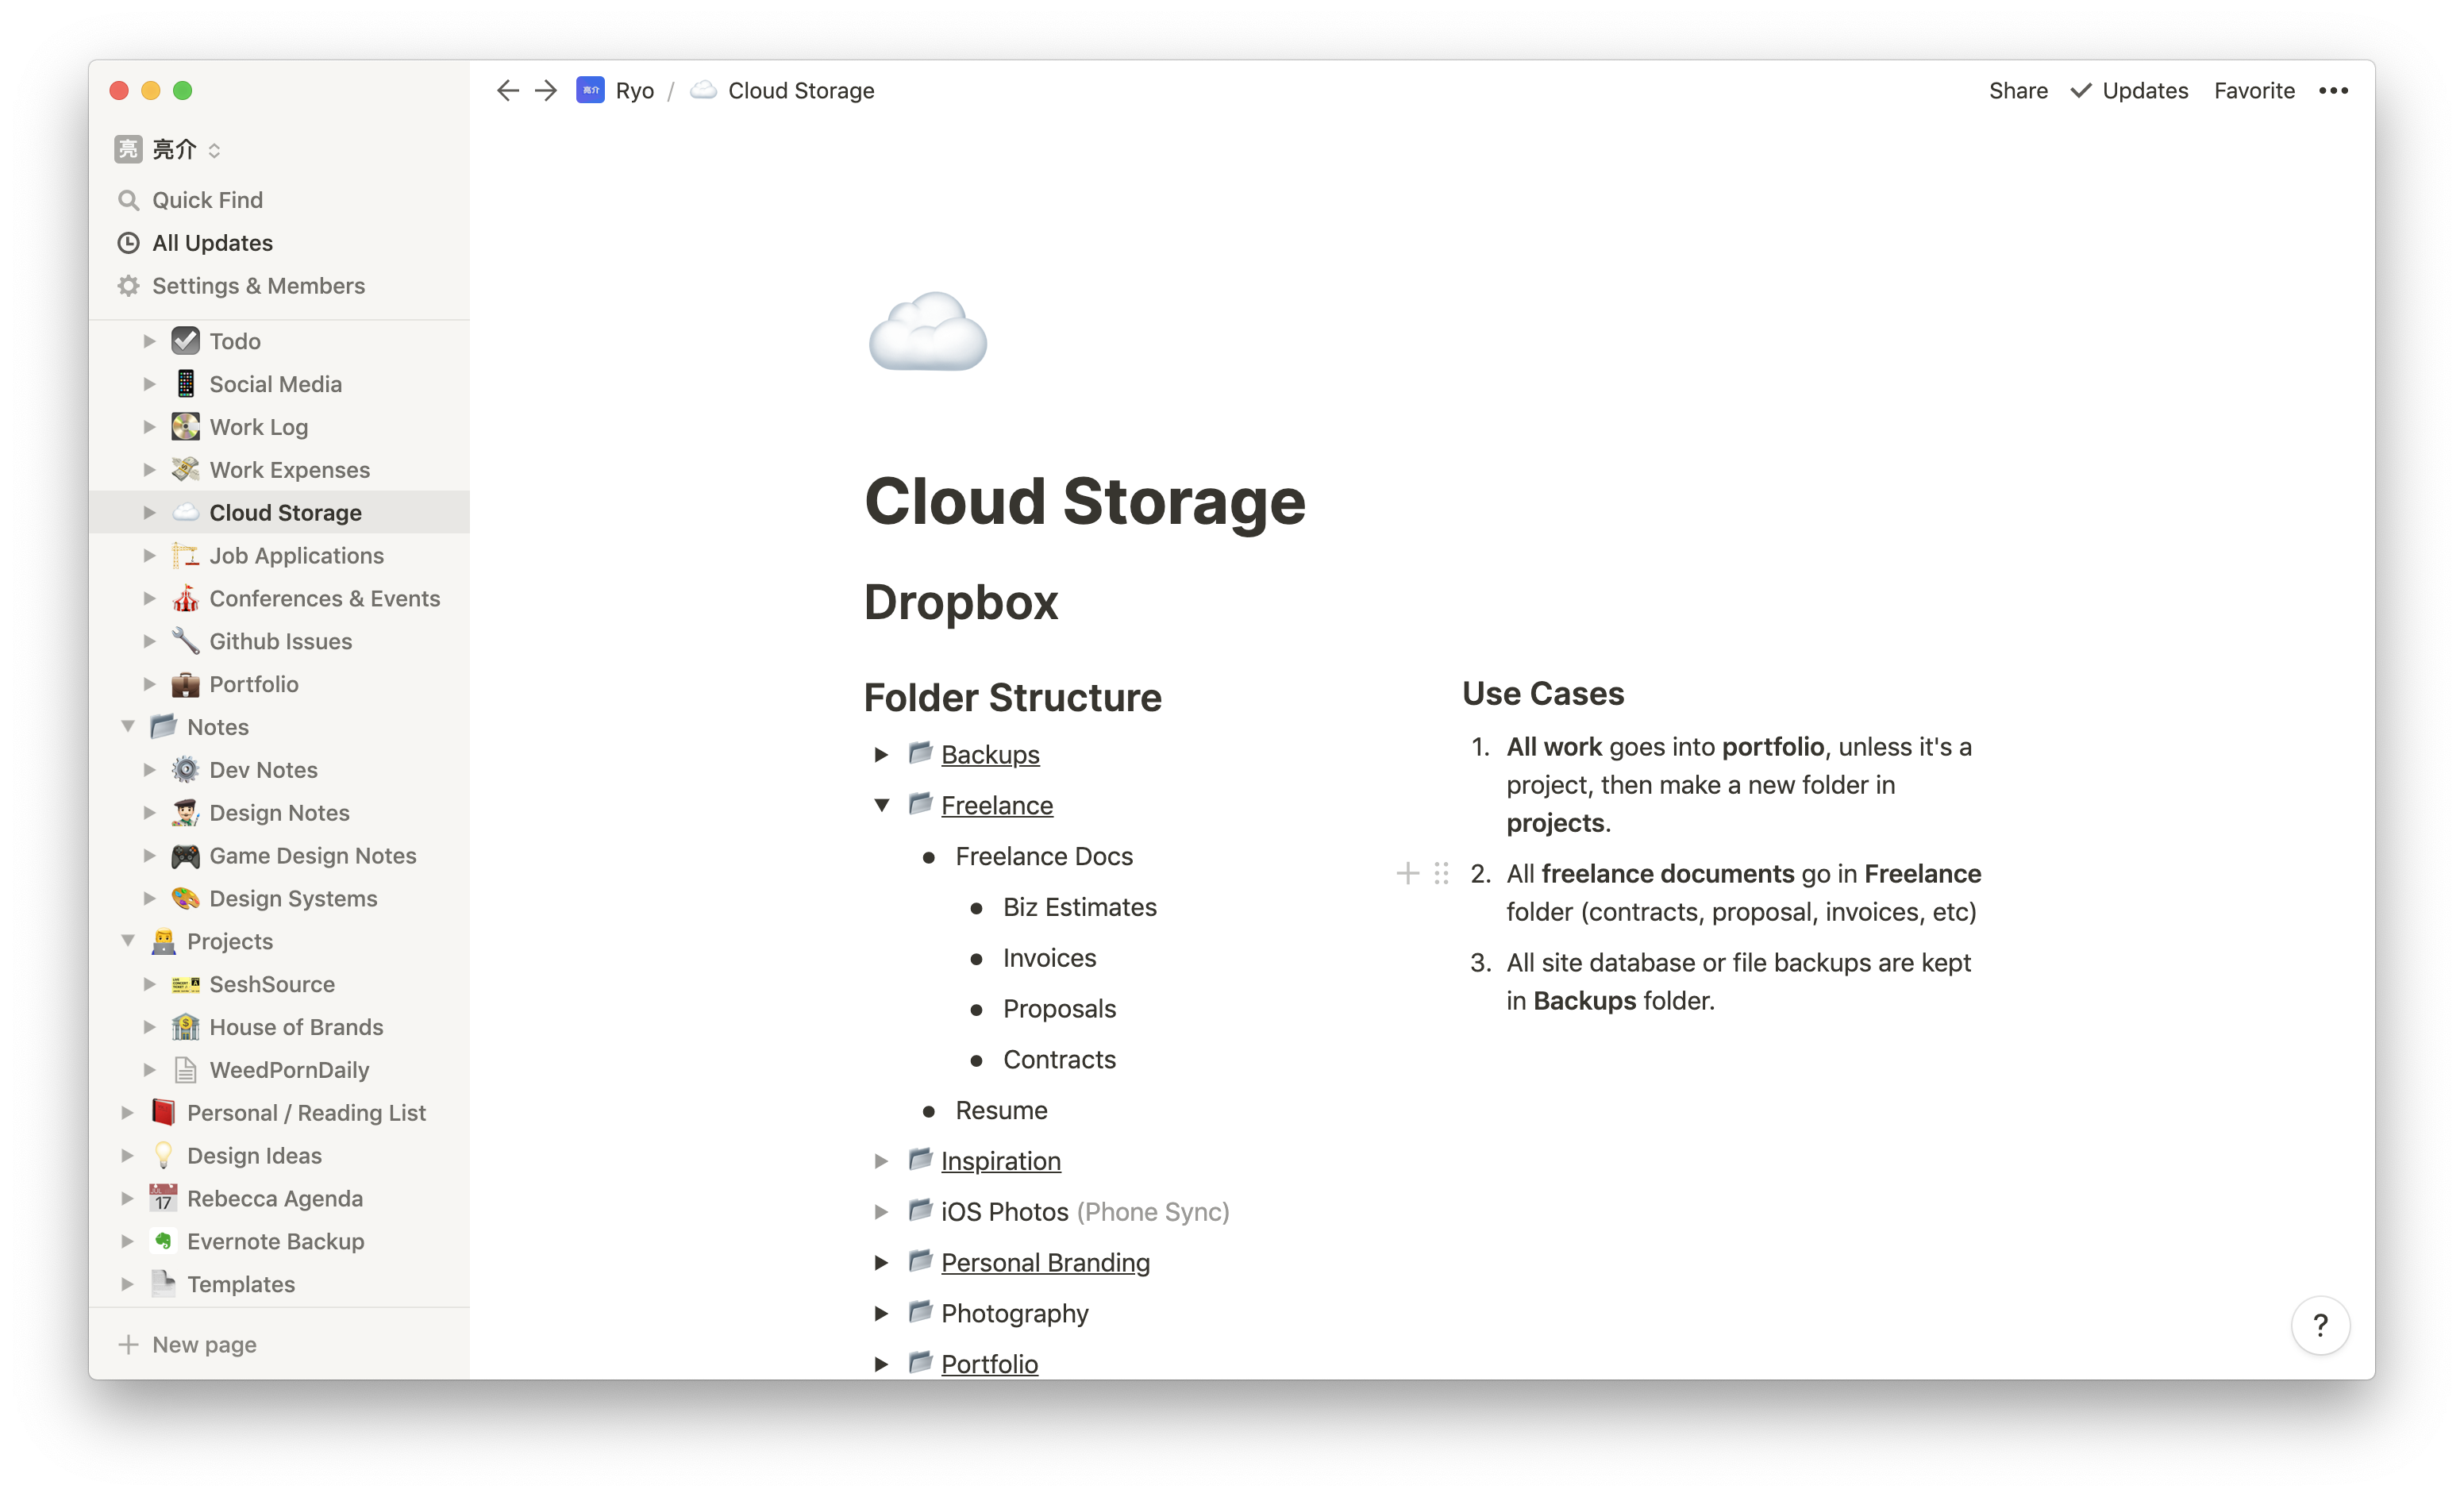 亮 亮介
Quick Find
All Updates
Settings & Members
Todo
Social Media
Work Log
Work Expenses
Cloud Storage
Job Applications
Conferences & Events
Github Issues
Portfolio
Notes
Dev Notes
Design Notes
Game Design Notes
Design Systems
Projects
SeshSource
House of Brands
WeedPornDaily
Personal / Reading List
Design Ideas
JUL 17 Rebecca Agenda
Evernote Backup
Templates
New page
亮介 Ryo / Cloud Storage
Share Updates Favorite
Cloud Storage
Dropbox
Folder Structure
Backups
Freelance
Freelance Docs
Biz Estimates
Invoices
Proposals
Contracts
Resume
Inspiration
iOS Photos (Phone Sync)
Personal Branding
Photography
Portfolio
Use Cases
1. All work goes into portfolio, unless it's a
project, then make a new folder in
projects.
2. All freelance documents go in Freelance
folder (contracts, proposal, invoices, etc)
3. All site database or file backups are kept
in Backups folder.
?